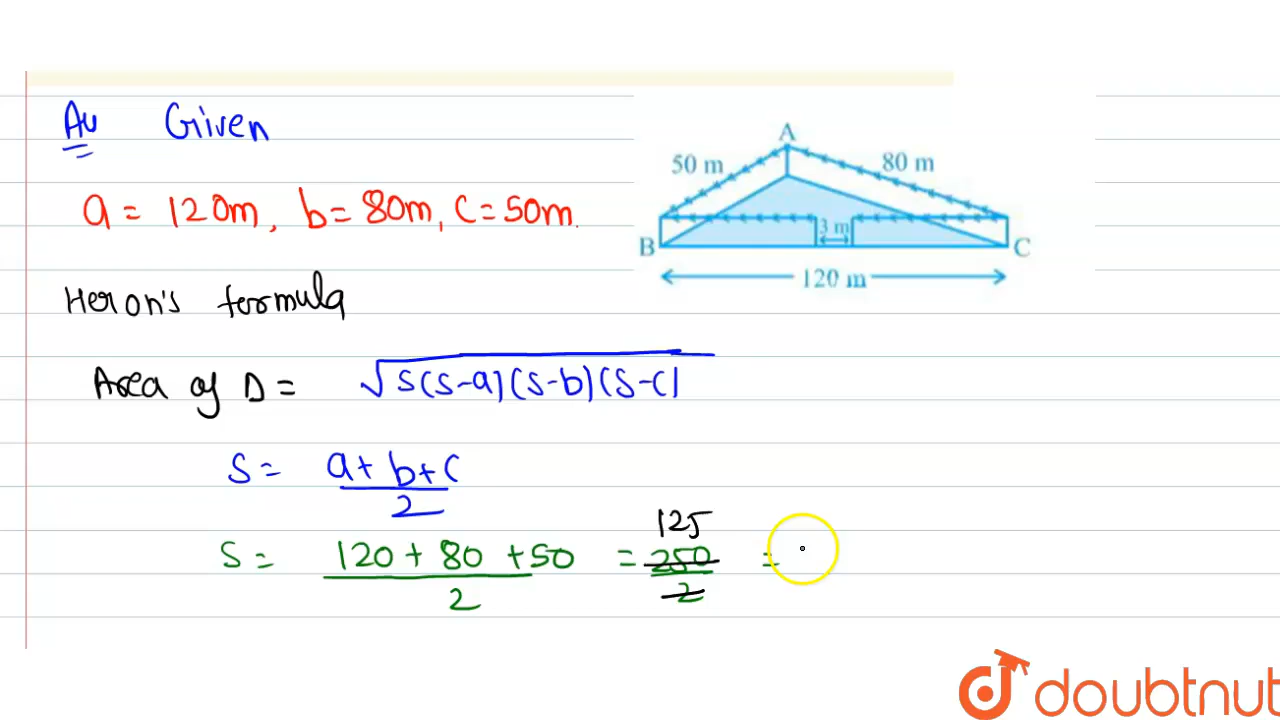 Given
a = 120m, b = 80m, c = 50m.
Heron's formula
Area of Δ = √s(s-a)(s-b)(s-c)
S = a+b+c
2
125
S = 120 + 80 + 50 = 250 =
2 2
A
50 m 80 m
3 m
B C
120 m
doubtnut